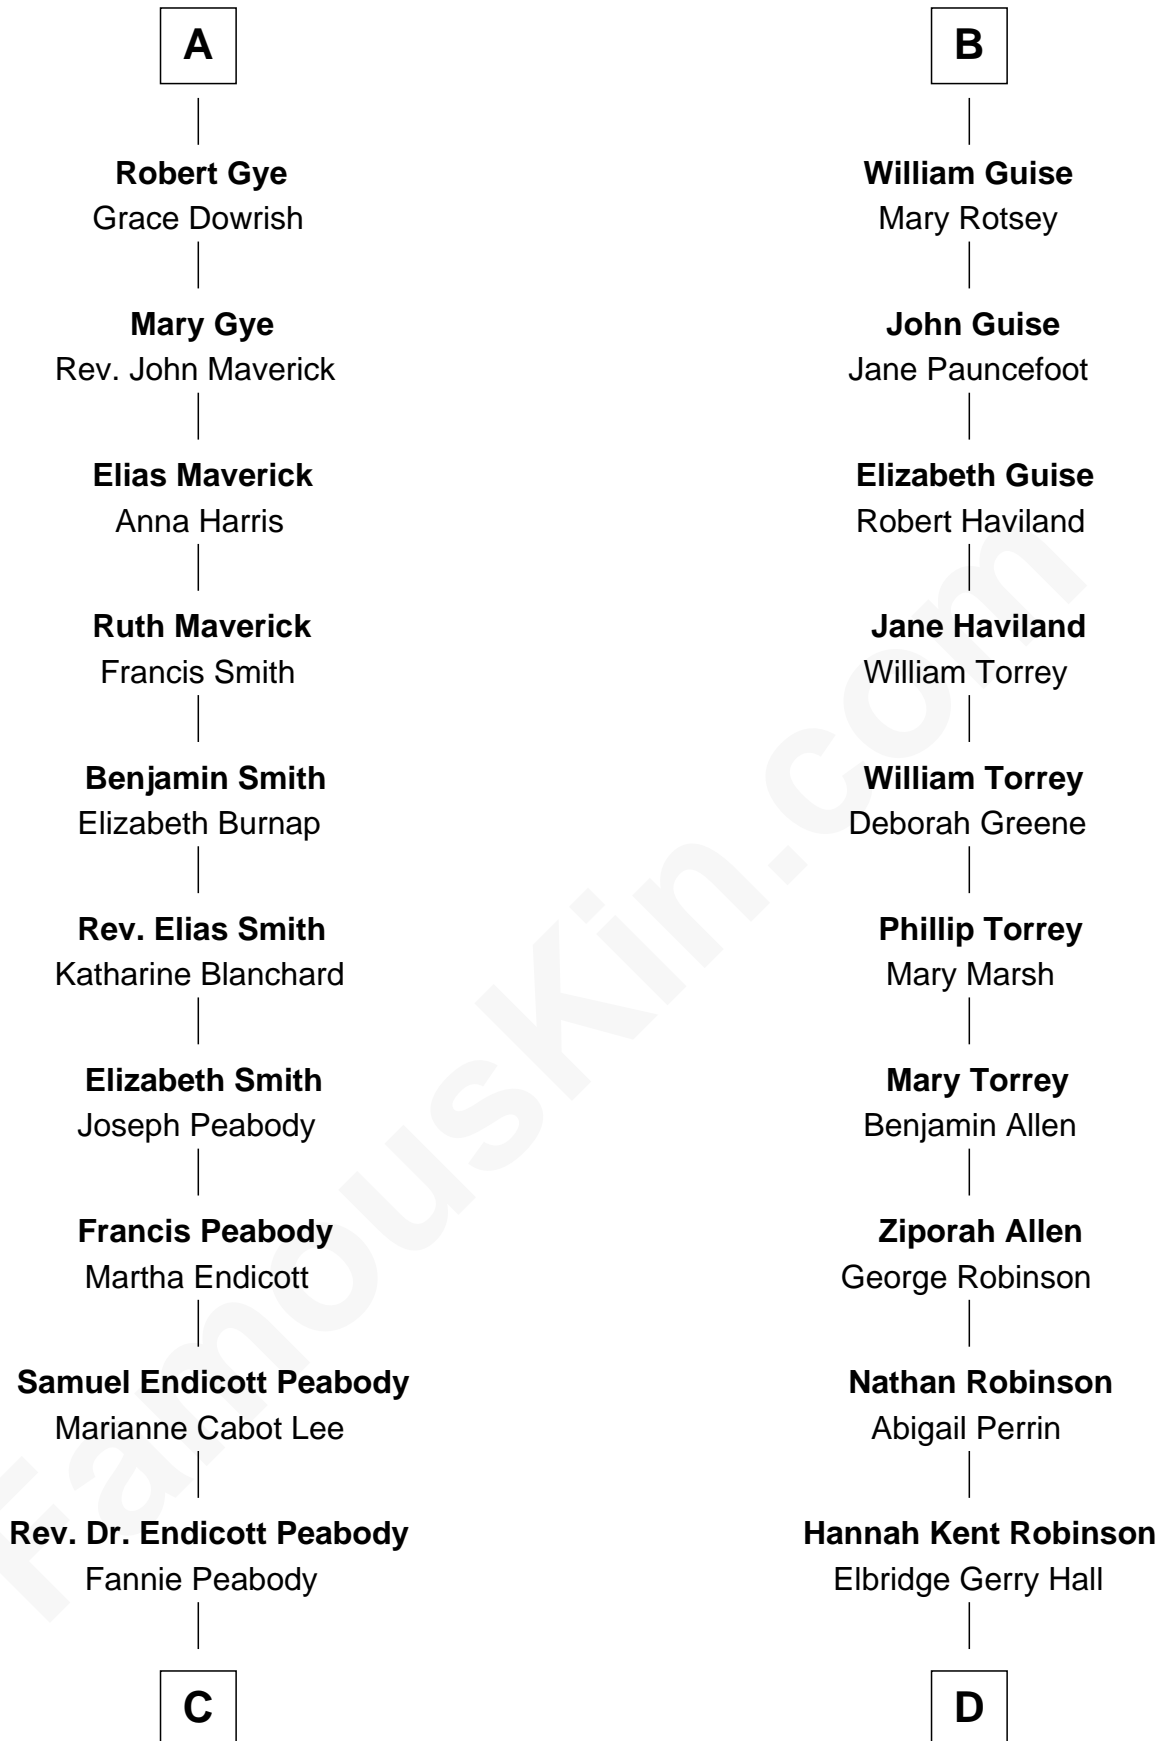 A
Robert Gye
Grace Dowrish
Mary Gye
Rev. John Maverick
Elias Maverick
Anna Harris
Ruth Maverick
Francis Smith
Benjamin Smith
Elizabeth Burnap
Rev. Elias Smith
Katharine Blanchard
Elizabeth Smith
Joseph Peabody
Francis Peabody
Martha Endicott
Samuel Endicott Peabody
Marianne Cabot Lee
Rev. Dr. Endicott Peabody
Fannie Peabody
C
B
William Guise
Mary Rotsey
John Guise
Jane Pauncefoot
Elizabeth Guise
Robert Haviland
Jane Haviland
William Torrey
William Torrey
Deborah Greene
Phillip Torrey
Mary Marsh
Mary Torrey
Benjamin Allen
Ziporah Allen
George Robinson
Nathan Robinson
Abigail Perrin
Hannah Kent Robinson
Elbridge Gerry Hall
D
FamousKin.com